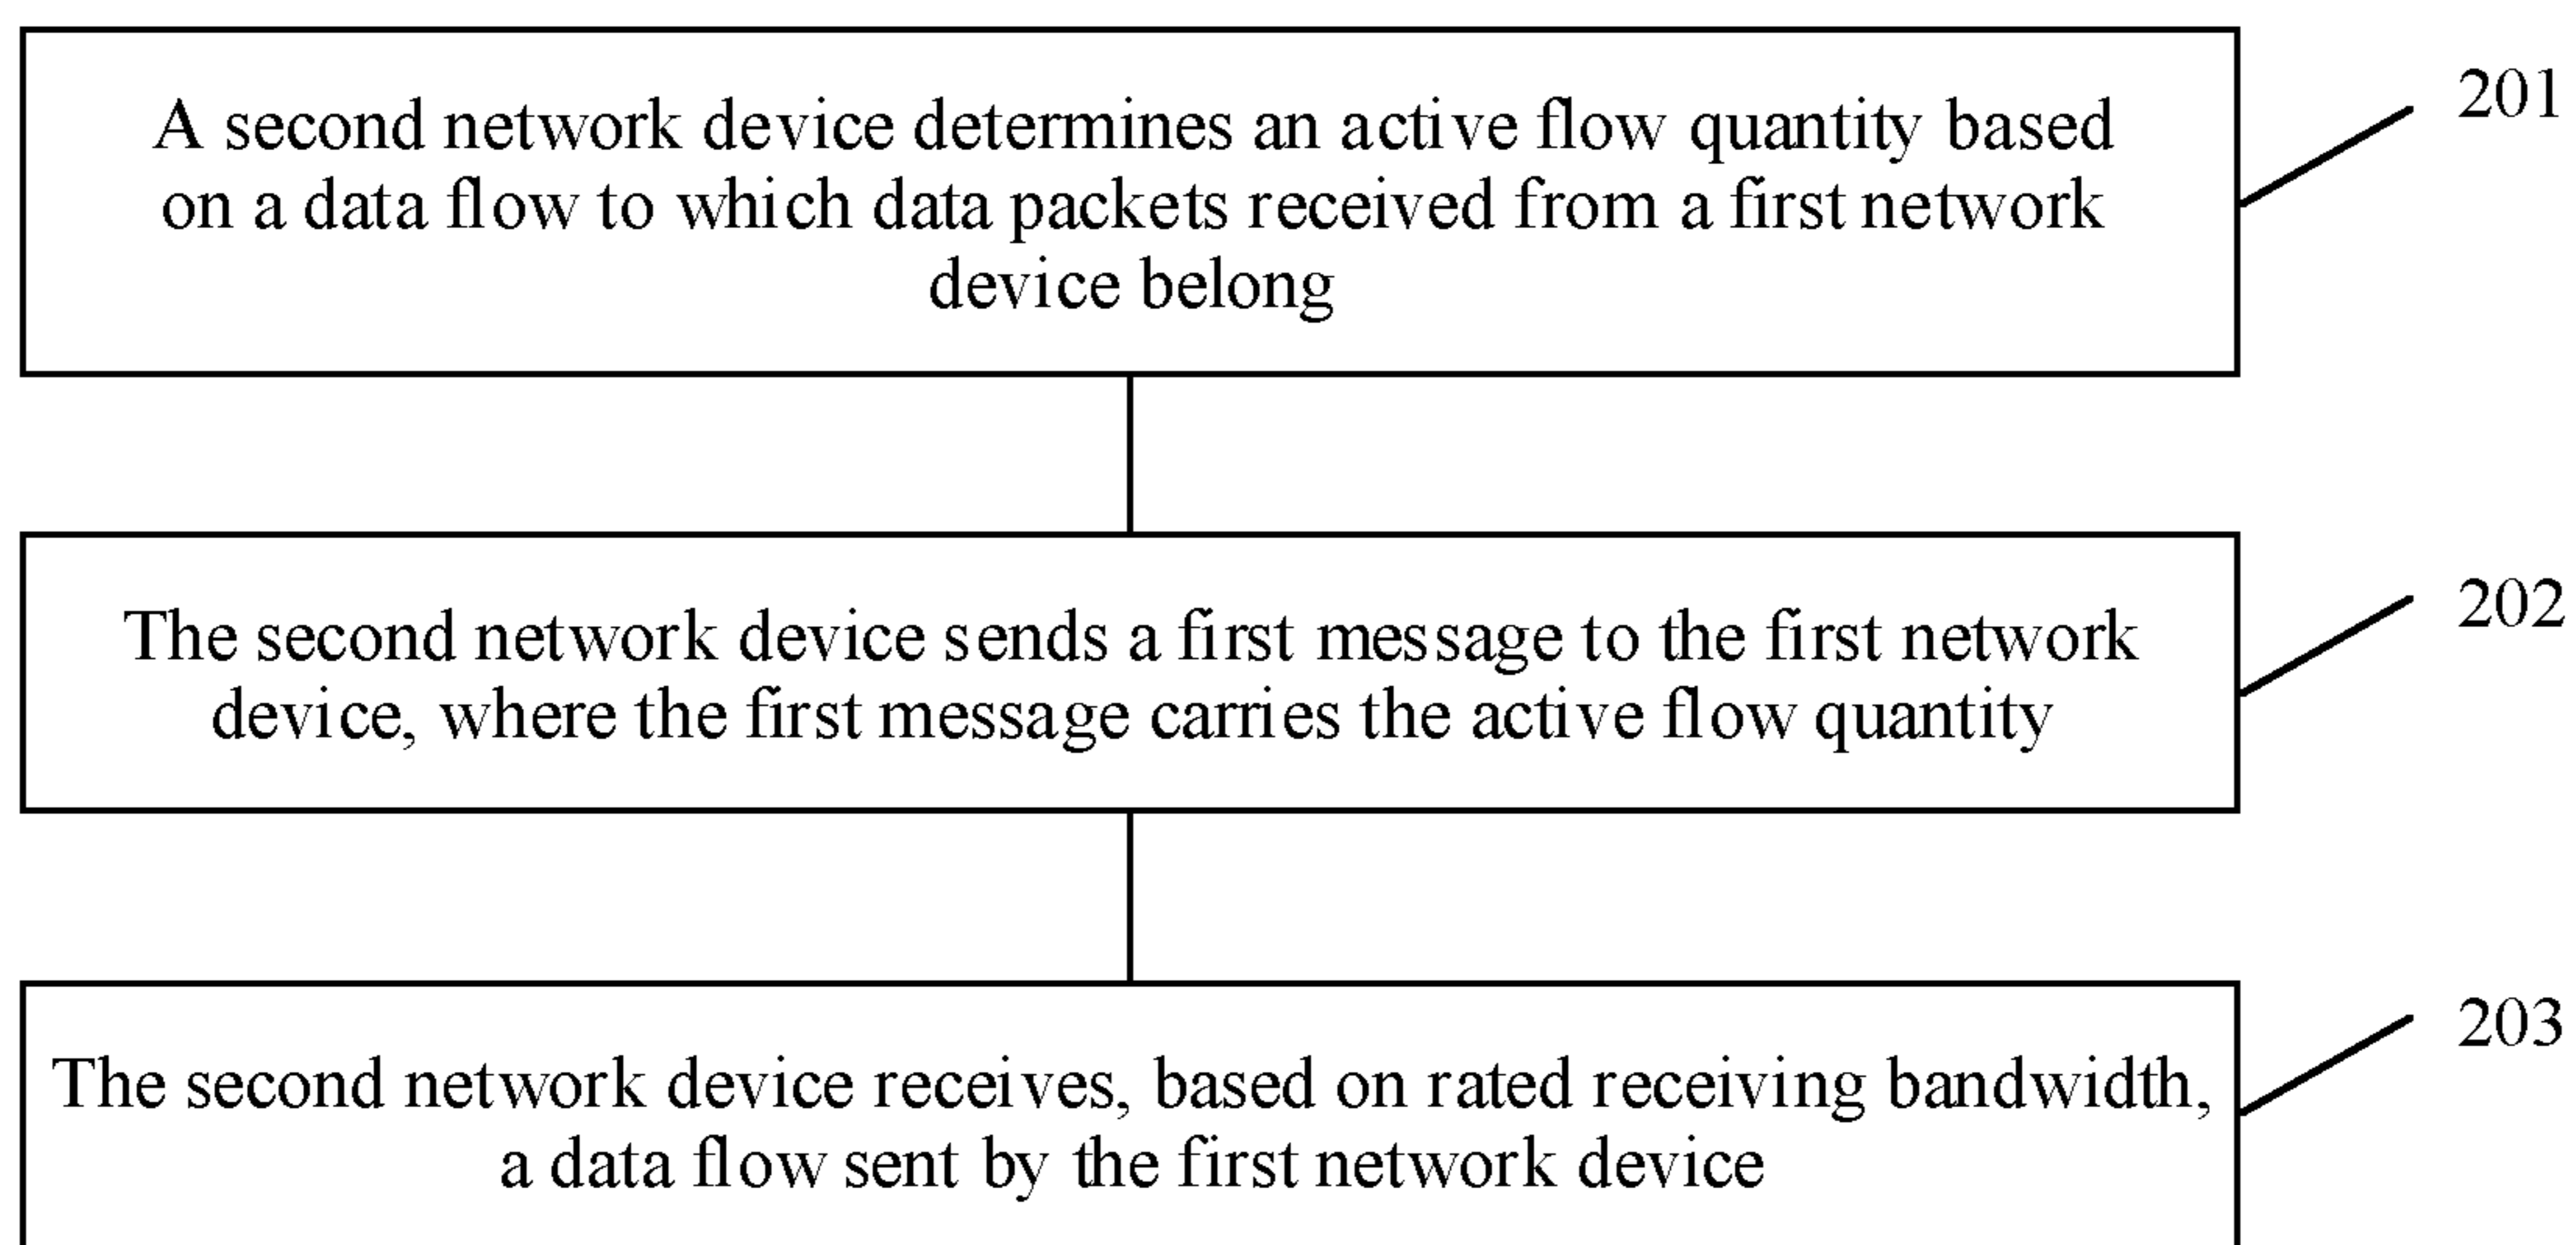 A second network device determines an active flow quantity based
on a data flow to which data packets received from a first network
device belong
201
The second network device sends a first message to the first network
device, where the first message carries the active flow quantity
202
The second network device receives, based on rated receiving bandwidth,
a data flow sent by the first network device
203